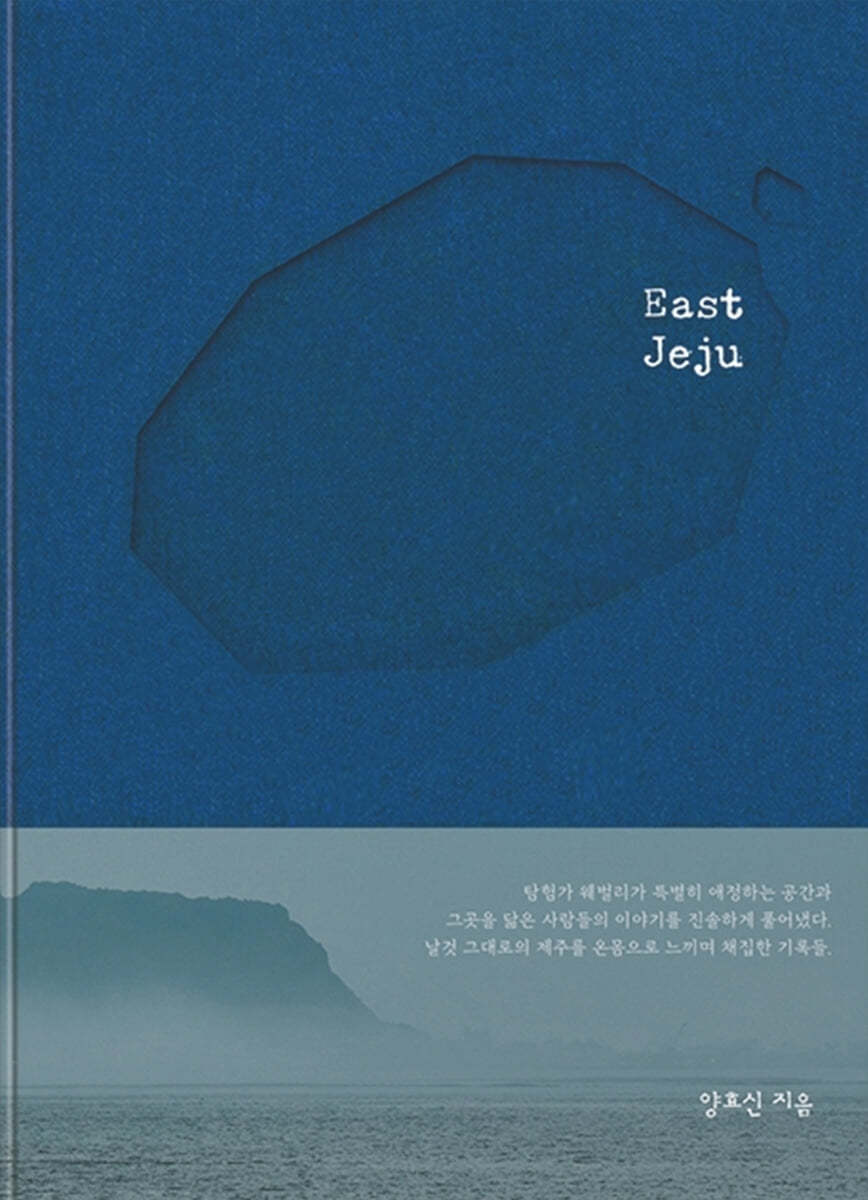 East
Jeju
탐험가 웨벌리가 특별히 애정하는 공간과
그곳을 닮은 사람들의 이야기를 진솔하게 풀어냈다.
날것 그대로의 제주를 온몸으로 느끼며 채집한 기록들.
양효신 지음